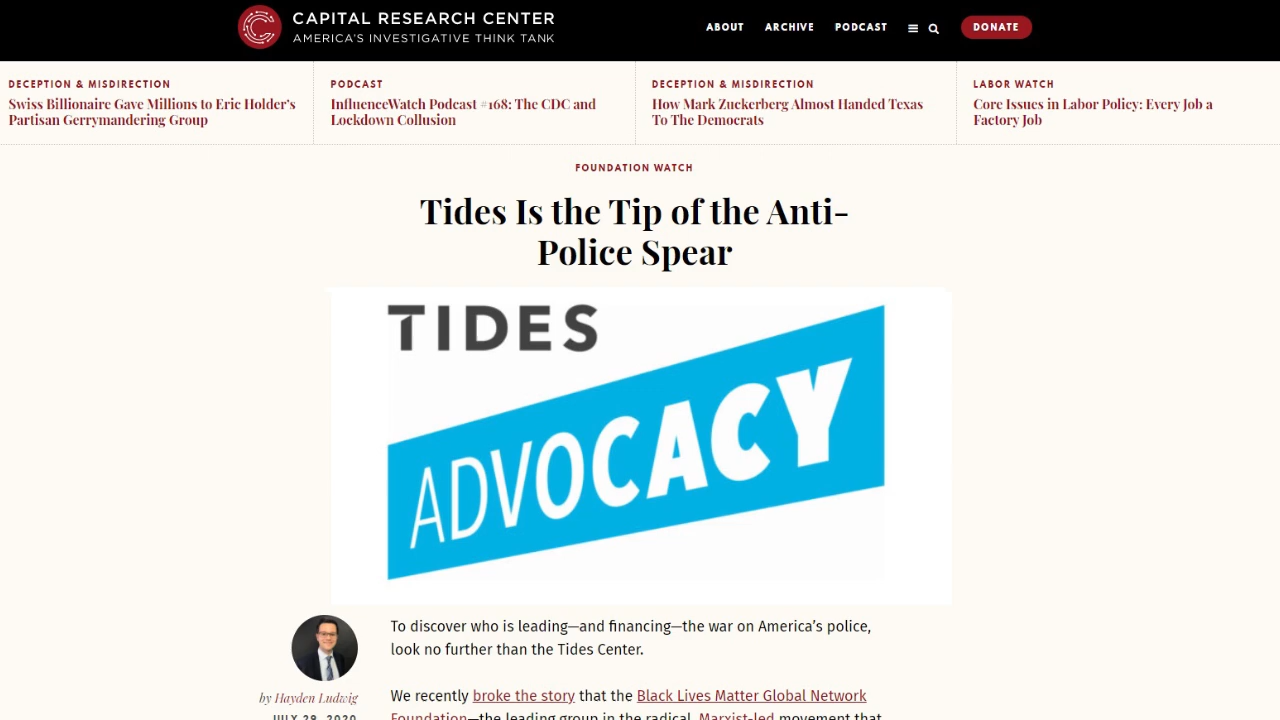 CAPITAL RESEARCH CENTER
AMERICA'S INVESTIGATIVE THINK TANK
ABOUT ARCHIVE PODCAST DONATE
DECEPTION & MISDIRECTION
Swiss Billionaire Gave Millions to Eric Holder's
Partisan Gerrymandering Group
PODCAST
InfluenceWatch Podcast #168: The CDC and
Lockdown Collusion
DECEPTION & MISDIRECTION
How Mark Zuckerberg Almost Handed Texas
To The Democrats
LABOR WATCH
Core Issues in Labor Policy: Every Job a
Factory Job
FOUNDATION WATCH
Tides Is the Tip of the Anti-
Police Spear
TIDES
ADVOCACY
by Hayden Ludwig
JULY 29, 2020
To discover who is leading—and financing—the war on America's police,
look no further than the Tides Center.
We recently broke the story that the Black Lives Matter Global Network
Foundation—the leading group in the radical, Marxist-led movement that